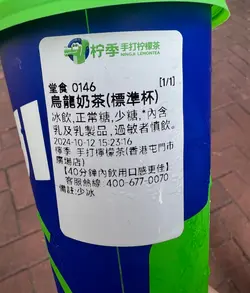 柠季 手打柠檬茶
NINGJI LEMONTEA
堂食 0146
[1/1]
烏龍奶茶(標準杯)
冰飲,正常糖,少糖,*內含
乳及乳製品,過敏者慎飲。
2024-10-12 15:23:16
檸季 手打檸檬茶(香港屯門市
廣場店)
【40分鐘內飲用口感更佳】
客服熱線 400-677-0070
備註:少冰